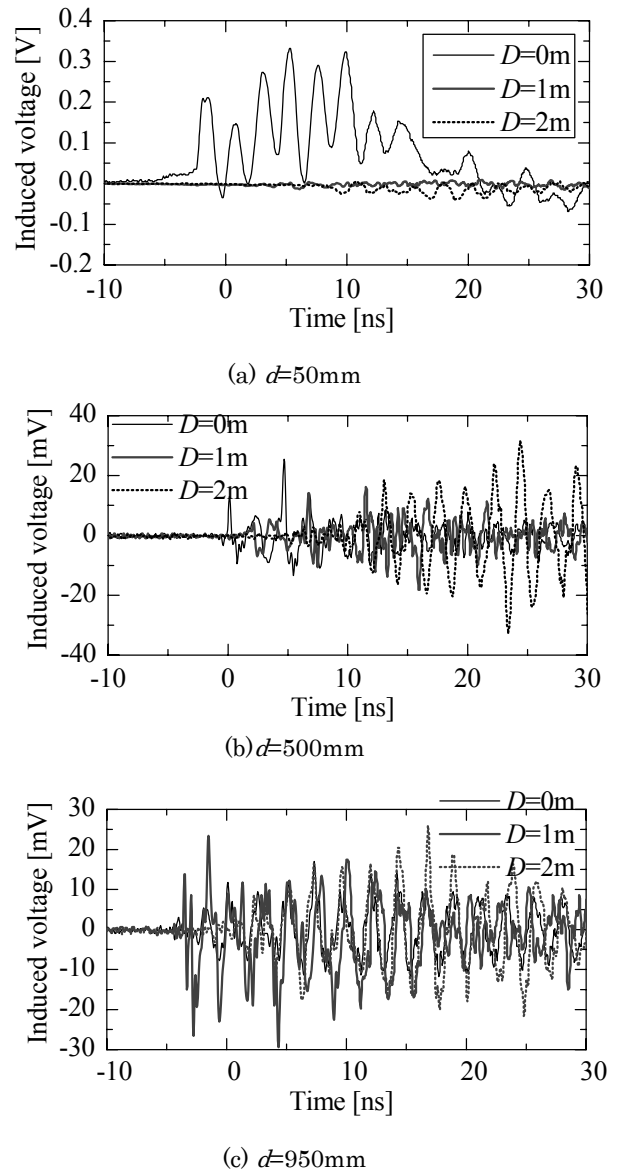 0.4
0.3
0.2
0.1
0.0
-0.1
-0.2
Induced voltage [V]
D=0m
D=1m
D=2m
-10 0 10 20 30
Time [ns]
(a) d=50mm
40
20
0
-20
-40
Induced voltage [mV]
D=0m
D=1m
D=2m
-10 0 10 20 30
Time [ns]
(b)d=500mm
30
20
10
0
-10
-20
-30
Induced voltage [mV]
D=0m
D=1m
D=2m
-10 0 10 20 30
Time [ns]
(c) d=950mm